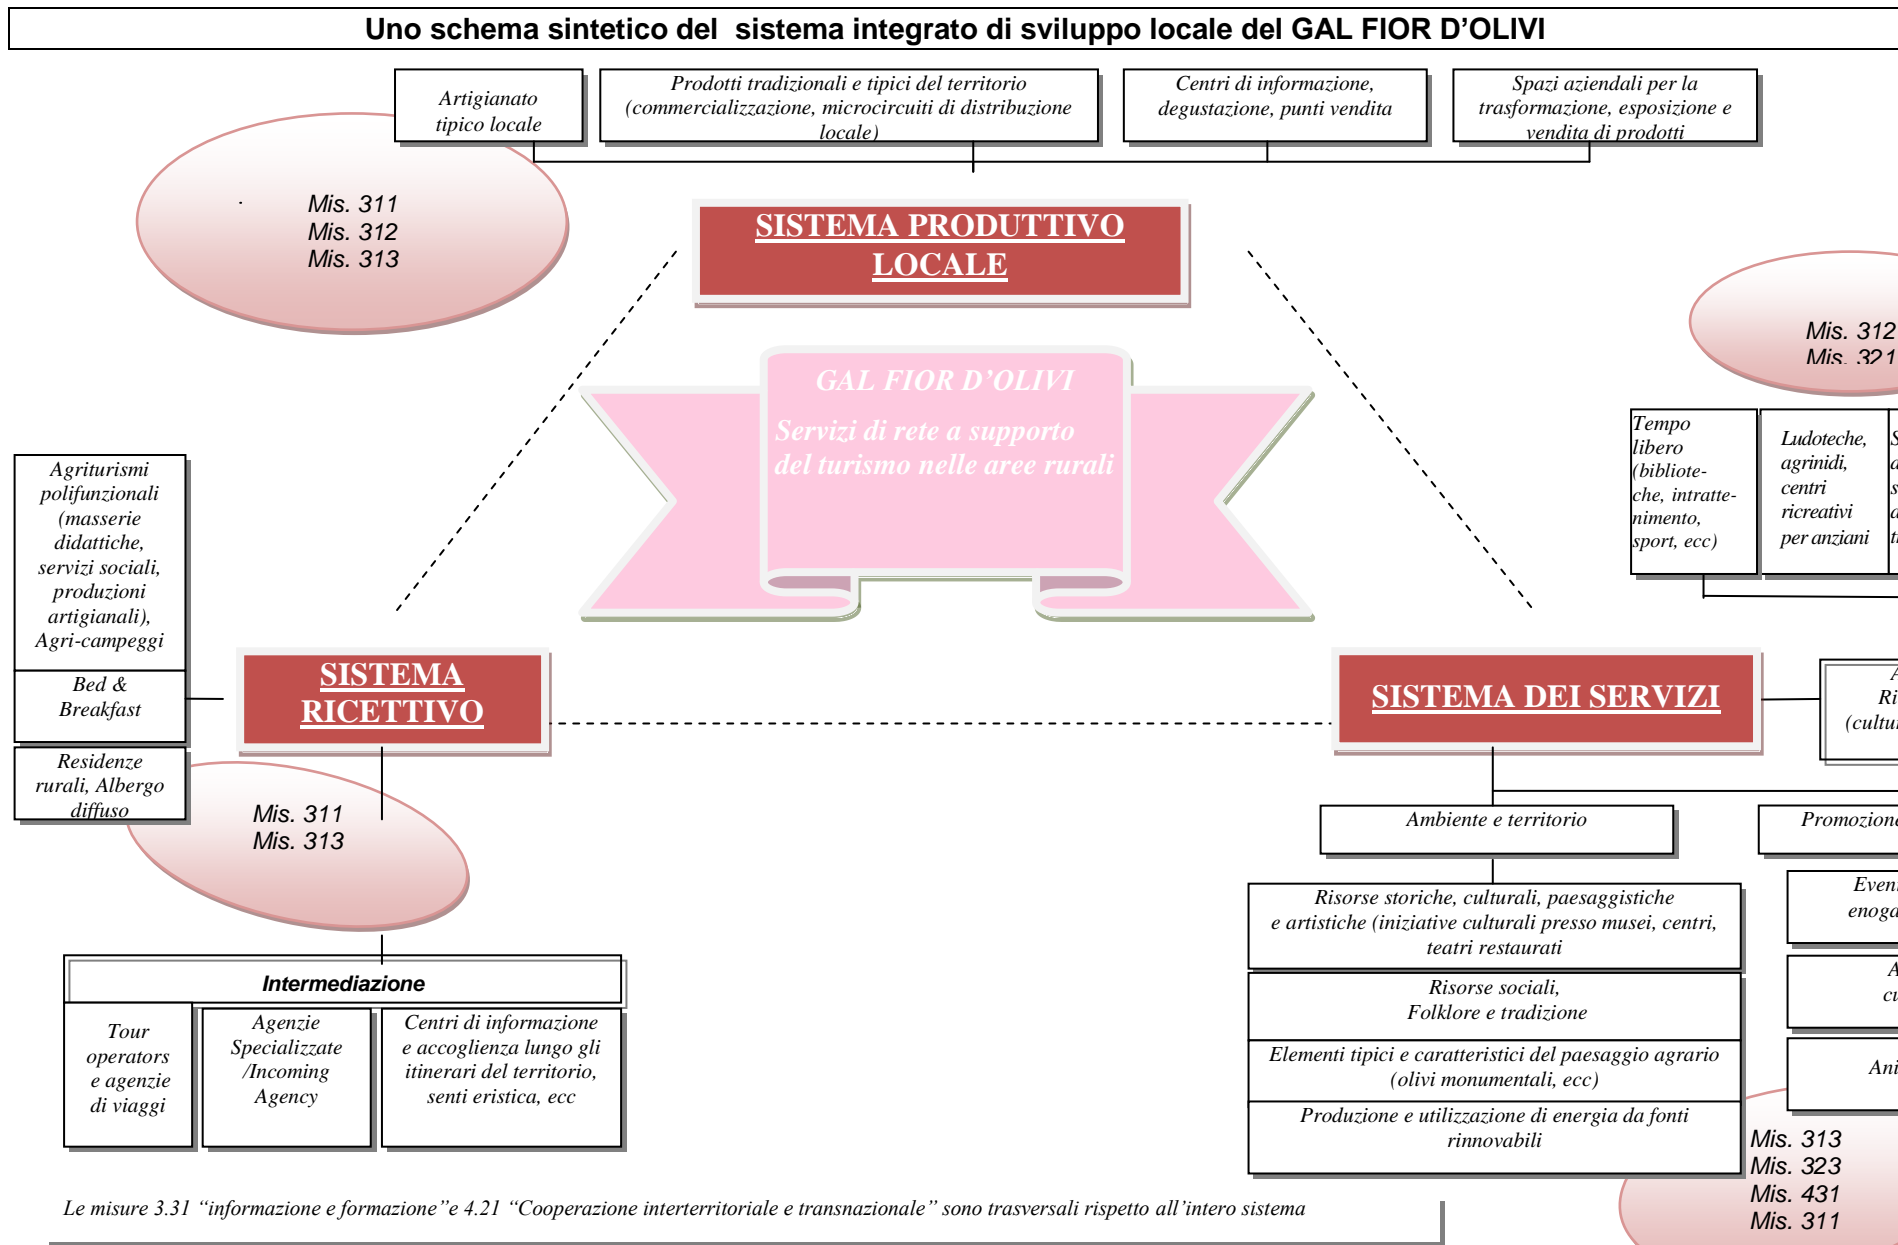 Uno schema sintetico del sistema integrato di sviluppo locale del GAL FIOR D'OLIVI
Artigianato
tipico locale
Prodotti tradizionali e tipici del territorio
(commercializzazione, microcircuiti di distribuzione
locale)
Centri di informazione,
degustazione, punti vendita
Spazi aziendali per la
trasformazione, esposizione e
vendita di prodotti
Mis. 311
Mis. 312
Mis. 313
SISTEMA PRODUTTIVO
LOCALE
Mis. 312
Mis. 321
GAL FIOR D'OLIVI
Servizi di rete a supporto
del turismo nelle aree rurali
Tempo
libero
(bibliote-
che, intratte-
nimento,
sport, ecc)
Ludoteche,
agrinidi,
centri
ricreativi
per anziani
Agriturismi
polifunzionali
(masserie
didattiche,
servizi sociali,
produzioni
artigianali),
Agri-campeggi
Bed &
Breakfast
Residenze
rurali, Albergo
diffuso
SISTEMA
RICETTIVO
SISTEMA DEI SERVIZI
Mis. 311
Mis. 313
Ambiente e territorio
Promozione
Risorse storiche, culturali, paesaggistiche
e artistiche (iniziative culturali presso musei, centri,
teatri restaurati
Risorse sociali,
Folklore e tradizione
Elementi tipici e caratteristici del paesaggio agrario
(olivi monumentali, ecc)
Produzione e utilizzazione di energia da fonti
rinnovabili
Intermediazione
Tour
operators
e agenzie
di viaggi
Agenzie
Specializzate
/Incoming
Agency
Centri di informazione
e accoglienza lungo gli
itinerari del territorio,
senti eristica, ecc
Mis. 313
Mis. 323
Mis. 431
Mis. 311
Le misure 3.31 “informazione e formazione”e 4.21 “Cooperazione interterritoriale e transnazionale” sono trasversali rispetto all’intero sistema